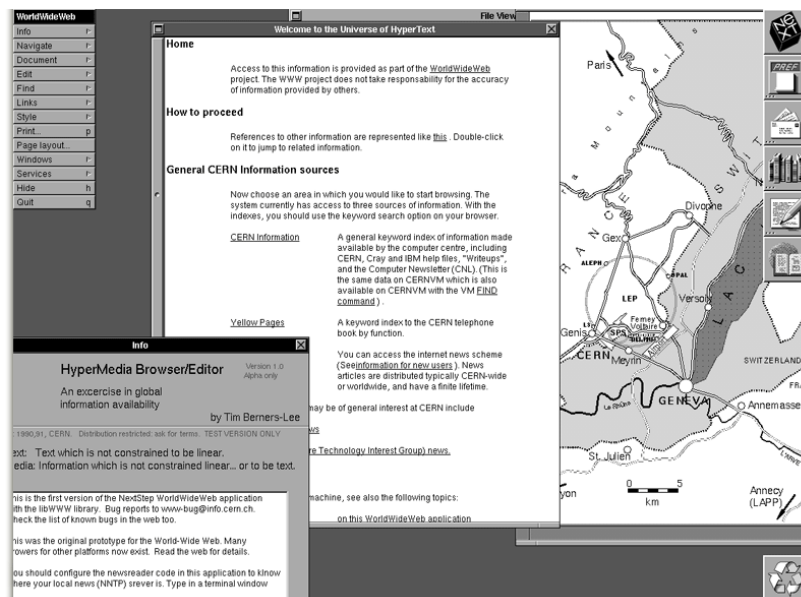 WorldWideWeb
Info
Navigate
Document
Edit
Find
Links
Style
Print... p
Page layout...
Windows
Services
Hide h
Quit q
File View
Welcome to the Universe of HyperText
Home
Access to this information is provided as part of the WorldWideWeb
project. The WWW project does not take responsibility for the accuracy
of information provided by others.
How to proceed
References to other information are represented like this . Double-click
on it to jump to related information.
General CERN Information sources
Now choose an area in which you would like to start browsing. The
system currently has access to three sources of information. With the
indexes, you should use the keyword search option on your browser.
CERN Information
A general keyword index of information made
available by the computer centre, including
CERN, Cray and IBM help files, "Writeups",
and the Computer Newsletter (CNL). (This is
the same data on CERNVM which is also
available on CERNVM with the VM FIND
command ) .
Yellow Pages
A keyword index to the CERN telephone
book by function.
You can access the internet news scheme
(Seeinformation for new users ). News
articles are distributed typically CERN-wide
or worldwide, and have a finite lifetime.
may be of general interest at CERN include
ws
re Technology Interest Group) news.
machine, see also the following topics:
on this WorldWideWeb application
Info
HyperMedia Browser/Editor
Version 1.0
Alpha only
An excercise in global
information availability
by Tim Berners-Lee
1990,91, CERN. Distribution restricted: ask for terms. TEST VERSION ONLY
ext: Text which is not constrained to be linear.
edia: Information which is not constrained linear... or to be text.
his is the first version of the NextStep WorldWideWeb application
ith the libWWW library. Bug reports to www-bug@info.cern.ch.
heck the list of known bugs in the web too.
his was the original prototype for the World-Wide Web. Many
rowers for other platforms now exist. Read the web for details.
ou should configure the newsreader code in this application to know
here your local news (NNTP) srever is. Type in a terminal window
Paris
M o u n t a i n s
F R A N C E
S W I T
Divonne
Gex
ALEPH
OPAL
LEP
L A C
Versoix
Ferney
Voltaire
Genis
L3
SPS
DELPHI
CERN
Meyrin
SWITZERLAND
FRA
GENEVA
Annemasse
St. Julien
0 5
km
yon
Annecy
(LAPP)
NeXT
PREF